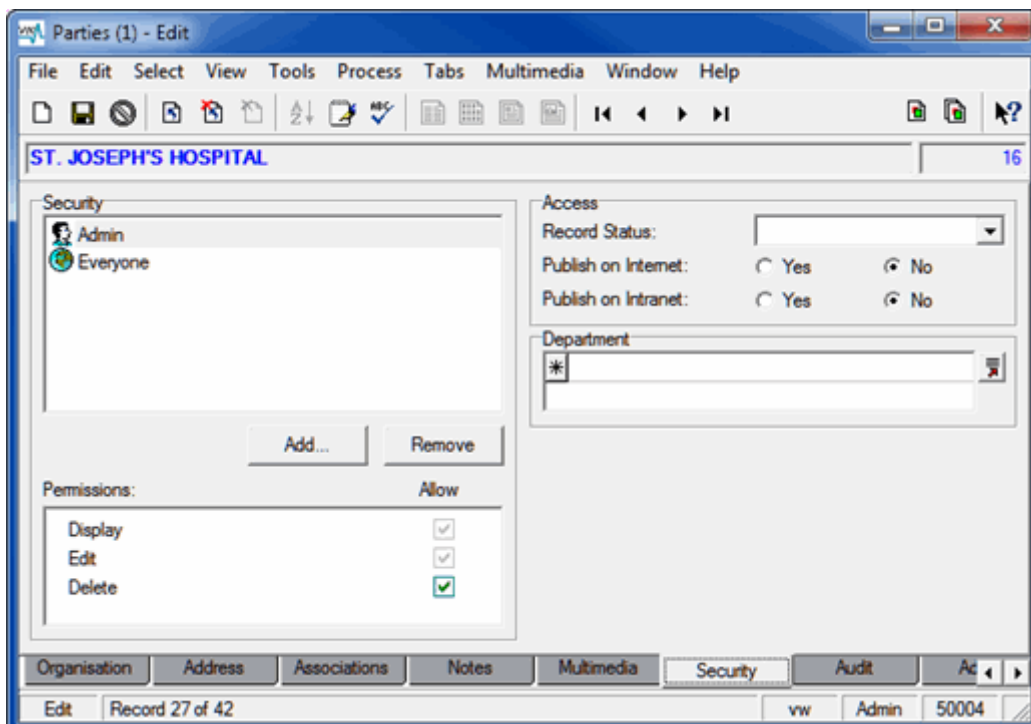 Parties (1) - Edit
File Edit Select View Tools Process Tabs Multimedia Window Help
ST. JOSEPH'S HOSPITAL 16
Security
Admin
Everyone
Add... Remove
Permissions: Allow
Display
Edit
Delete
Access
Record Status:
Publish on Internet: Yes No
Publish on Intranet: Yes No
Department
Organisation Address Associations Notes Multimedia Security Audit
Edit Record 27 of 42 vw Admin 50004